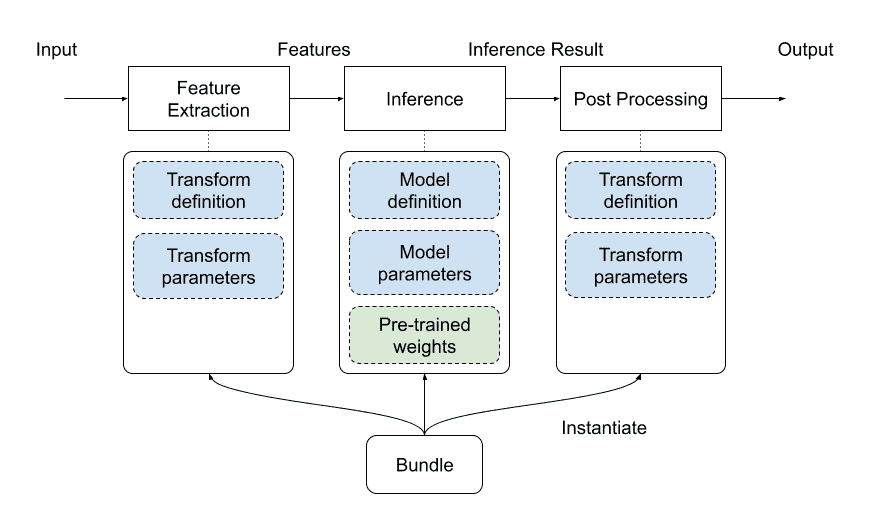 Input
Features
Inference Result
Output
Feature
Extraction
Inference
Post Processing
Transform
definition
Transform
parameters
Model
definition
Model
parameters
Pre-trained
weights
Transform
definition
Transform
parameters
Instantiate
Bundle